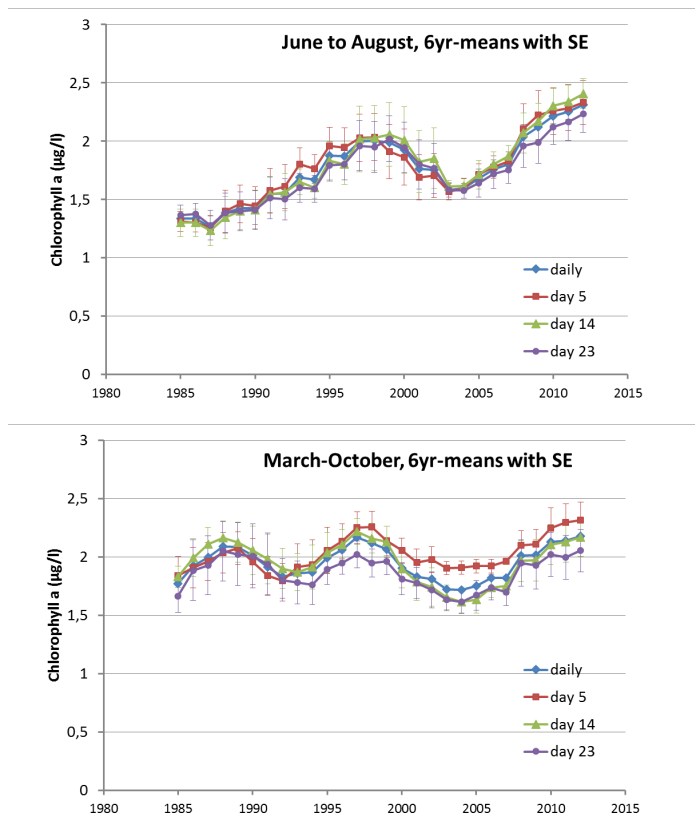 June to August, 6yr-means with SE
3
2,5
2
1,5
1
0,5
0
Chlorophyll a (µg/l)
1980 1985 1990 1995 2000 2005 2010 2015
daily
day 5
day 14
day 23
March-October, 6yr-means with SE
3
2,5
2
1,5
1
0,5
0
Chlorophyll a (µg/l)
1980 1985 1990 1995 2000 2005 2010 2015
daily
day 5
day 14
day 23